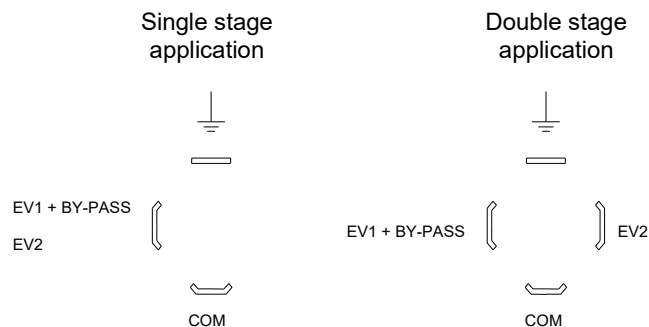 Single stage
application
Double stage
application
EV1 + BY-PASS
EV2
COM
EV1 + BY-PASS
EV2
COM